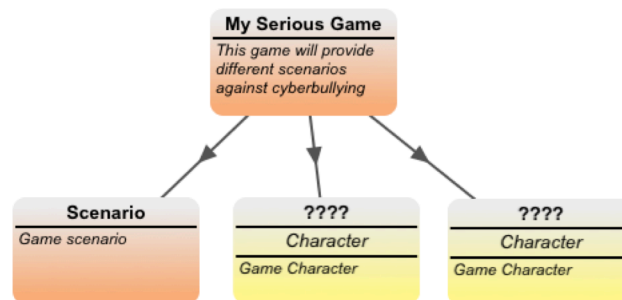 My Serious Game
This game will provide
different scenarios
against cyberbullying
Scenario
Game scenario
????
Character
Game Character
????
Character
Game Character